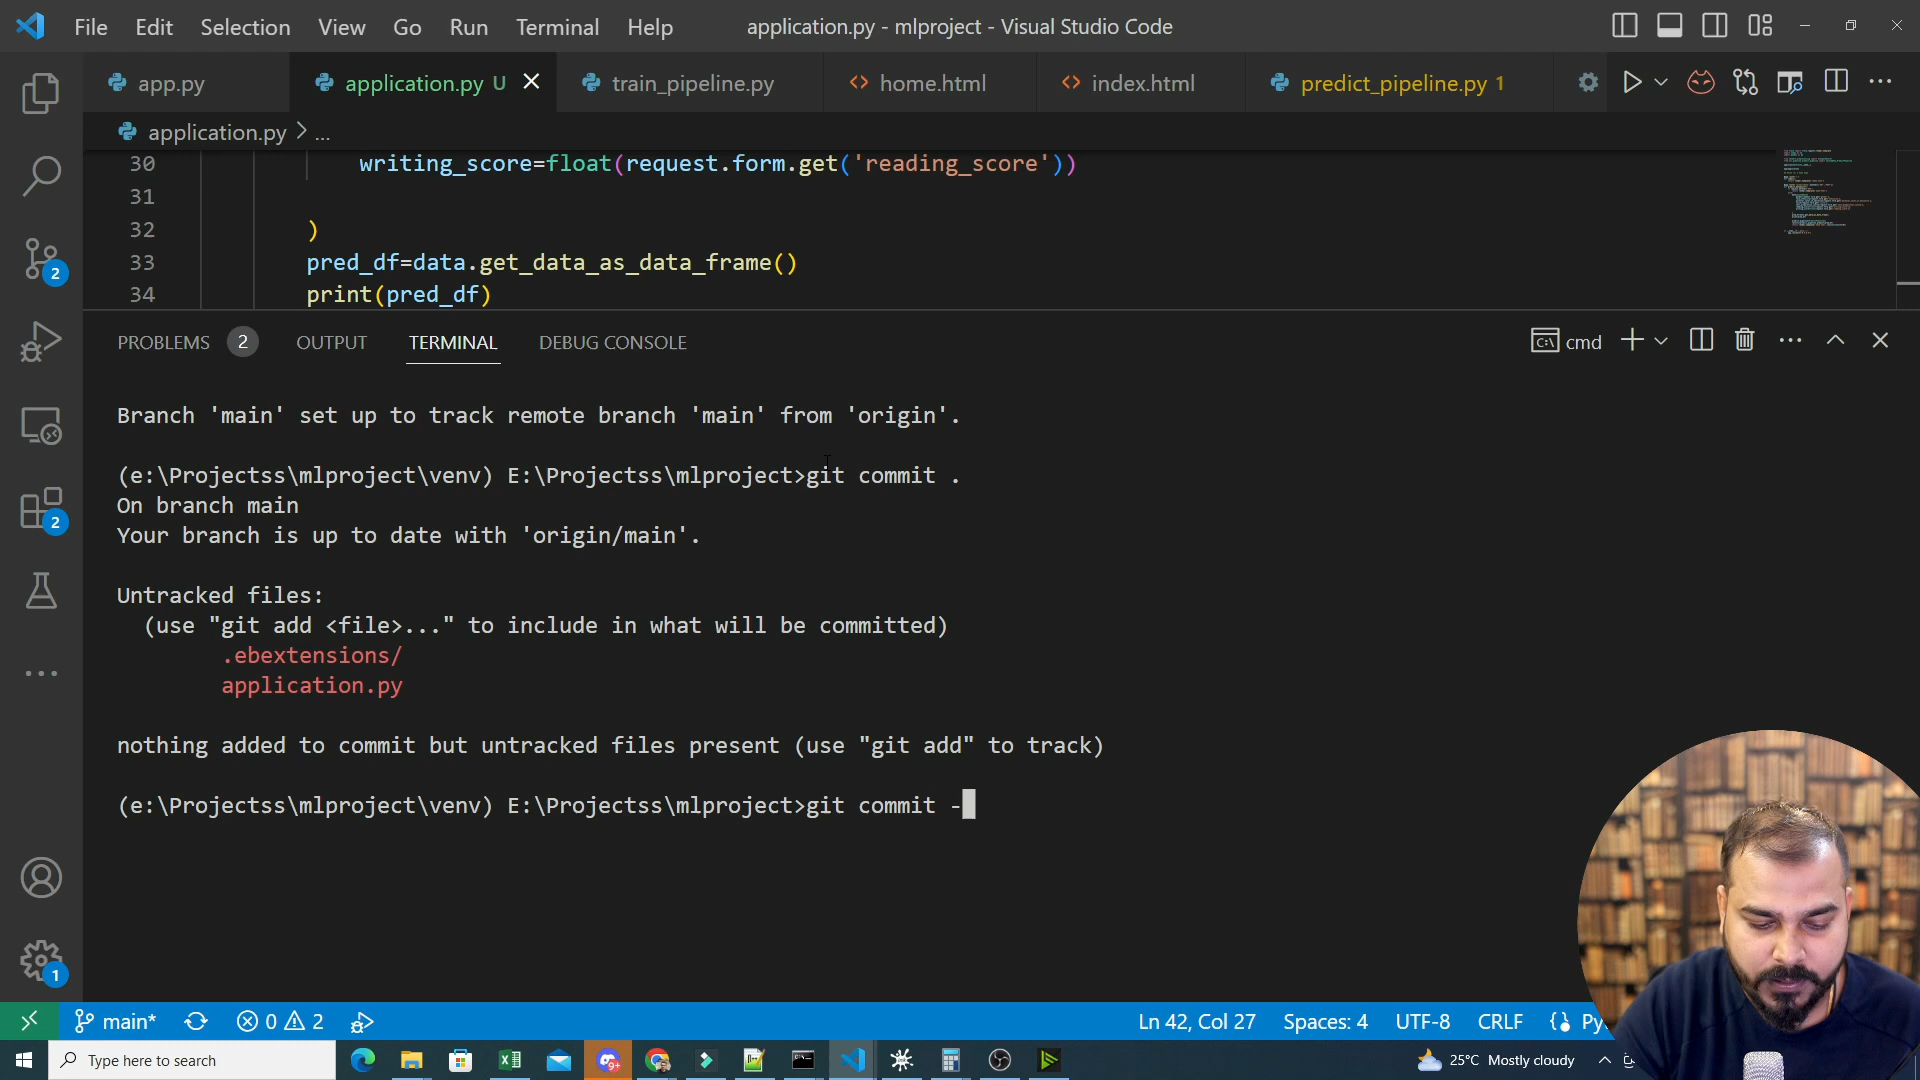 File Edit Selection View Go Run Terminal Help application.py - mlproject - Visual Studio Code
app.py application.py U train_pipeline.py home.html index.html predict_pipeline.py 1
application.py > ...
30 writing_score=float(request.form.get('reading_score'))
31
32 )
33 pred_df=data.get_data_as_data_frame()
34 print(pred_df)
PROBLEMS 2 OUTPUT TERMINAL DEBUG CONSOLE cmd
Branch 'main' set up to track remote branch 'main' from 'origin'.
(e:\Projectss\mlproject\venv) E:\Projectss\mlproject>git commit .
On branch main
Your branch is up to date with 'origin/main'.
Untracked files:
(use "git add <file>..." to include in what will be committed)
.ebextensions/
application.py
nothing added to commit but untracked files present (use "git add" to track)
(e:\Projectss\mlproject\venv) E:\Projectss\mlproject>git commit -
2
2
1
main* 0 2 Ln 42, Col 27 Spaces: 4 UTF-8 CRLF
Type here to search 9+ 25°C Mostly cloudy